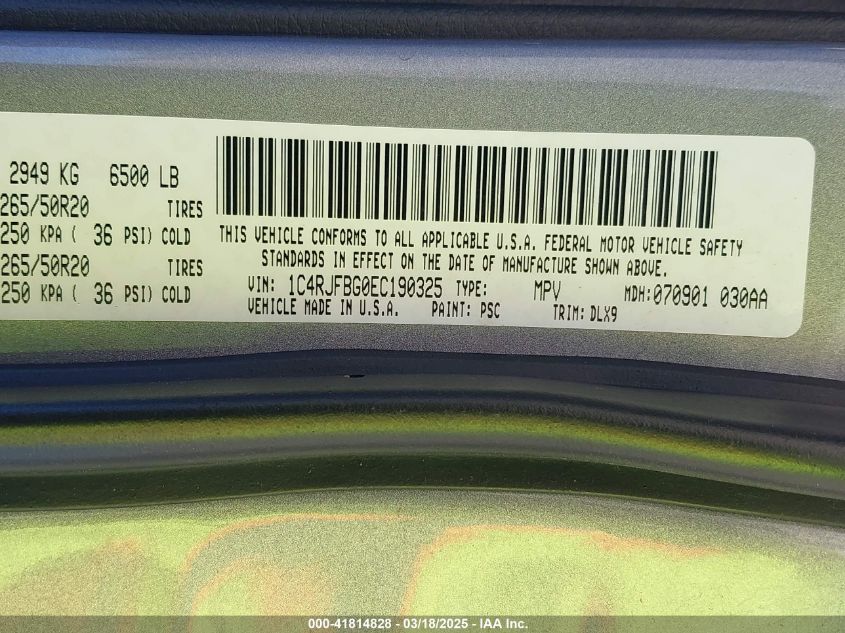 2949 KG 6500 LB
265/50R20 TIRES
250 KPA ( 36 PSI) COLD
265/50R20 TIRES
250 KPA ( 36 PSI) COLD
THIS VEHICLE CONFORMS TO ALL APPLICABLE U.S.A. FEDERAL MOTOR VEHICLE SAFETY
STANDARDS IN EFFECT ON THE DATE OF MANUFACTURE SHOWN ABOVE.
VIN: 1C4RJFBG0EC190325 TYPE: MPV MDH:070901 030AA
VEHICLE MADE IN U.S.A. PAINT: PSC TRIM: DLX9
000-41814828 - 03/18/2025 - IAA Inc.